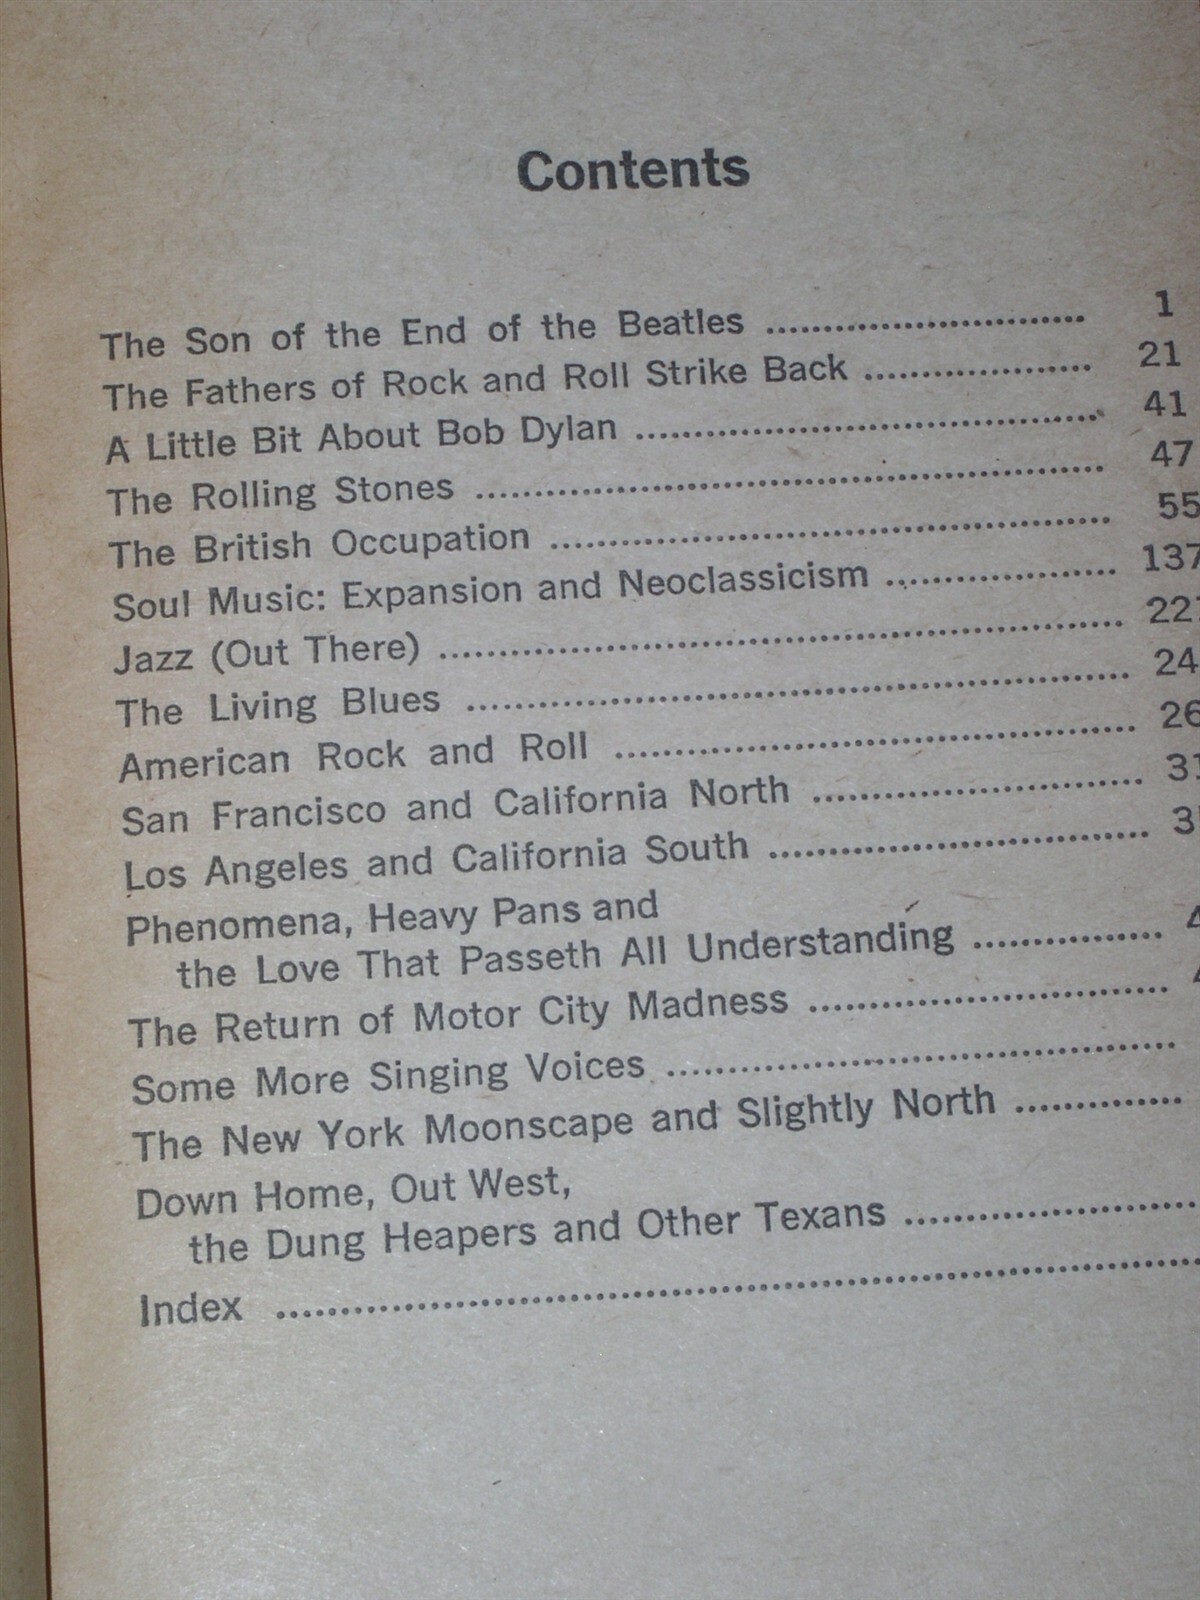 Contents
The Son of the End of the Beatles ........................... 1
The Fathers of Rock and Roll Strike Back ................... 21
A Little Bit About Bob Dylan ....................................... 41
The Rolling Stones ..................................................... 47
The British Occupation ............................................... 55
Soul Music: Expansion and Neoclassicism .................... 137
Jazz (Out There) ..........................................................
The Living Blues ........................................................
American Rock and Roll .............................................
San Francisco and California North ............................
Los Angeles and California South ................................
Phenomena, Heavy Pans and
the Love That Passeth All Understanding ................
The Return of Motor City Madness ..............................
Some More Singing Voices ..........................................
The New York Moonscape and Slightly North ..............
Down Home, Out West,
the Dung Heapers and Other Texans ........................
Index ............................................................................